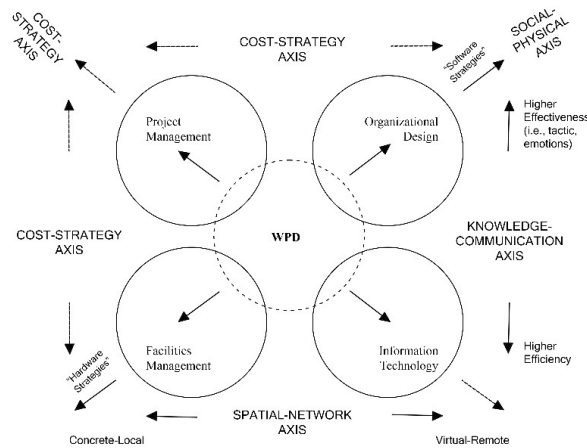 COST-
STRATEGY
AXIS
COST-STRATEGY
AXIS
SOCIAL-
PHYSICAL
AXIS
"Software
Strategies"
Project
Management
Organizational
Design
Higher
Effectiveness
(i.e., tactic,
emotions)
COST-STRATEGY
AXIS
WPD
KNOWLEDGE-
COMMUNICATION
AXIS
Facilities
Management
Information
Technology
Higher
Efficiency
"Hardware
Strategies"
SPATIAL-NETWORK
AXIS
Concrete-Local
Virtual-Remote